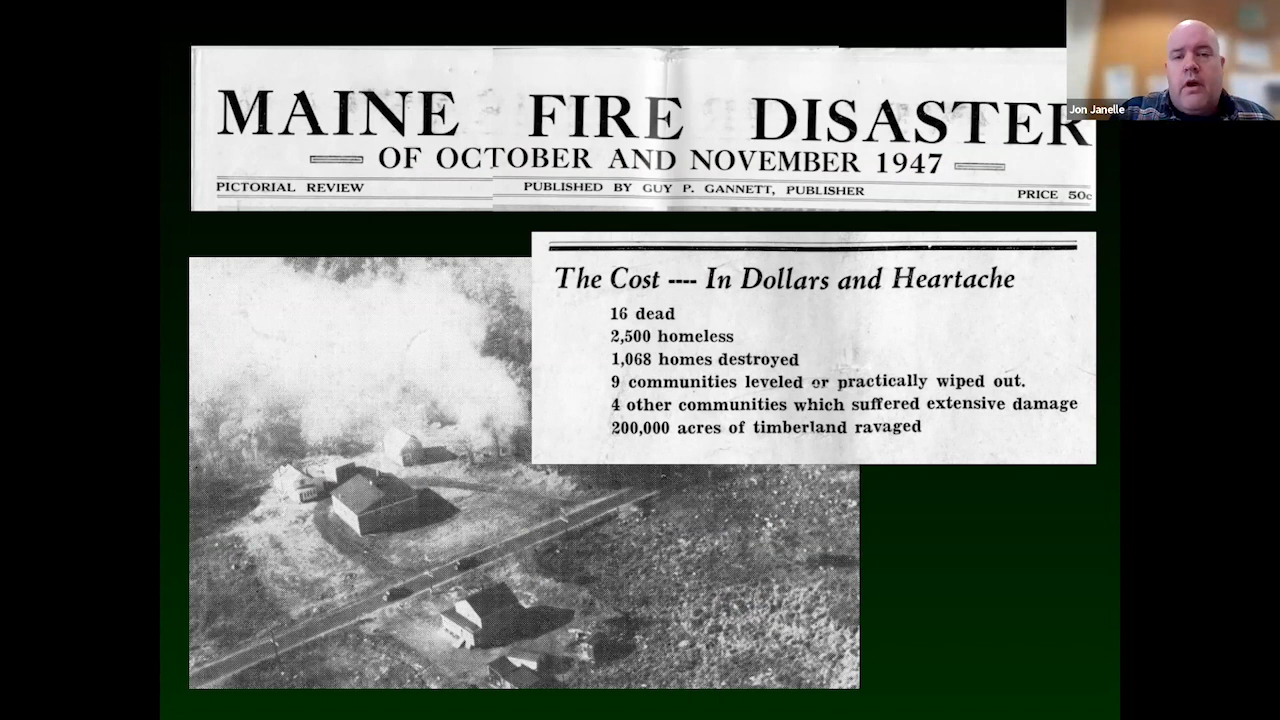 MAINE FIRE DISASTER
OF OCTOBER AND NOVEMBER 1947
PICTORIAL REVIEW PUBLISHED BY GUY P. GANNETT, PUBLISHER PRICE 50c
Jon Janelle
The Cost ---- In Dollars and Heartache
16 dead
2,500 homeless
1,068 homes destroyed
9 communities leveled or practically wiped out.
4 other communities which suffered extensive damage
200,000 acres of timberland ravaged